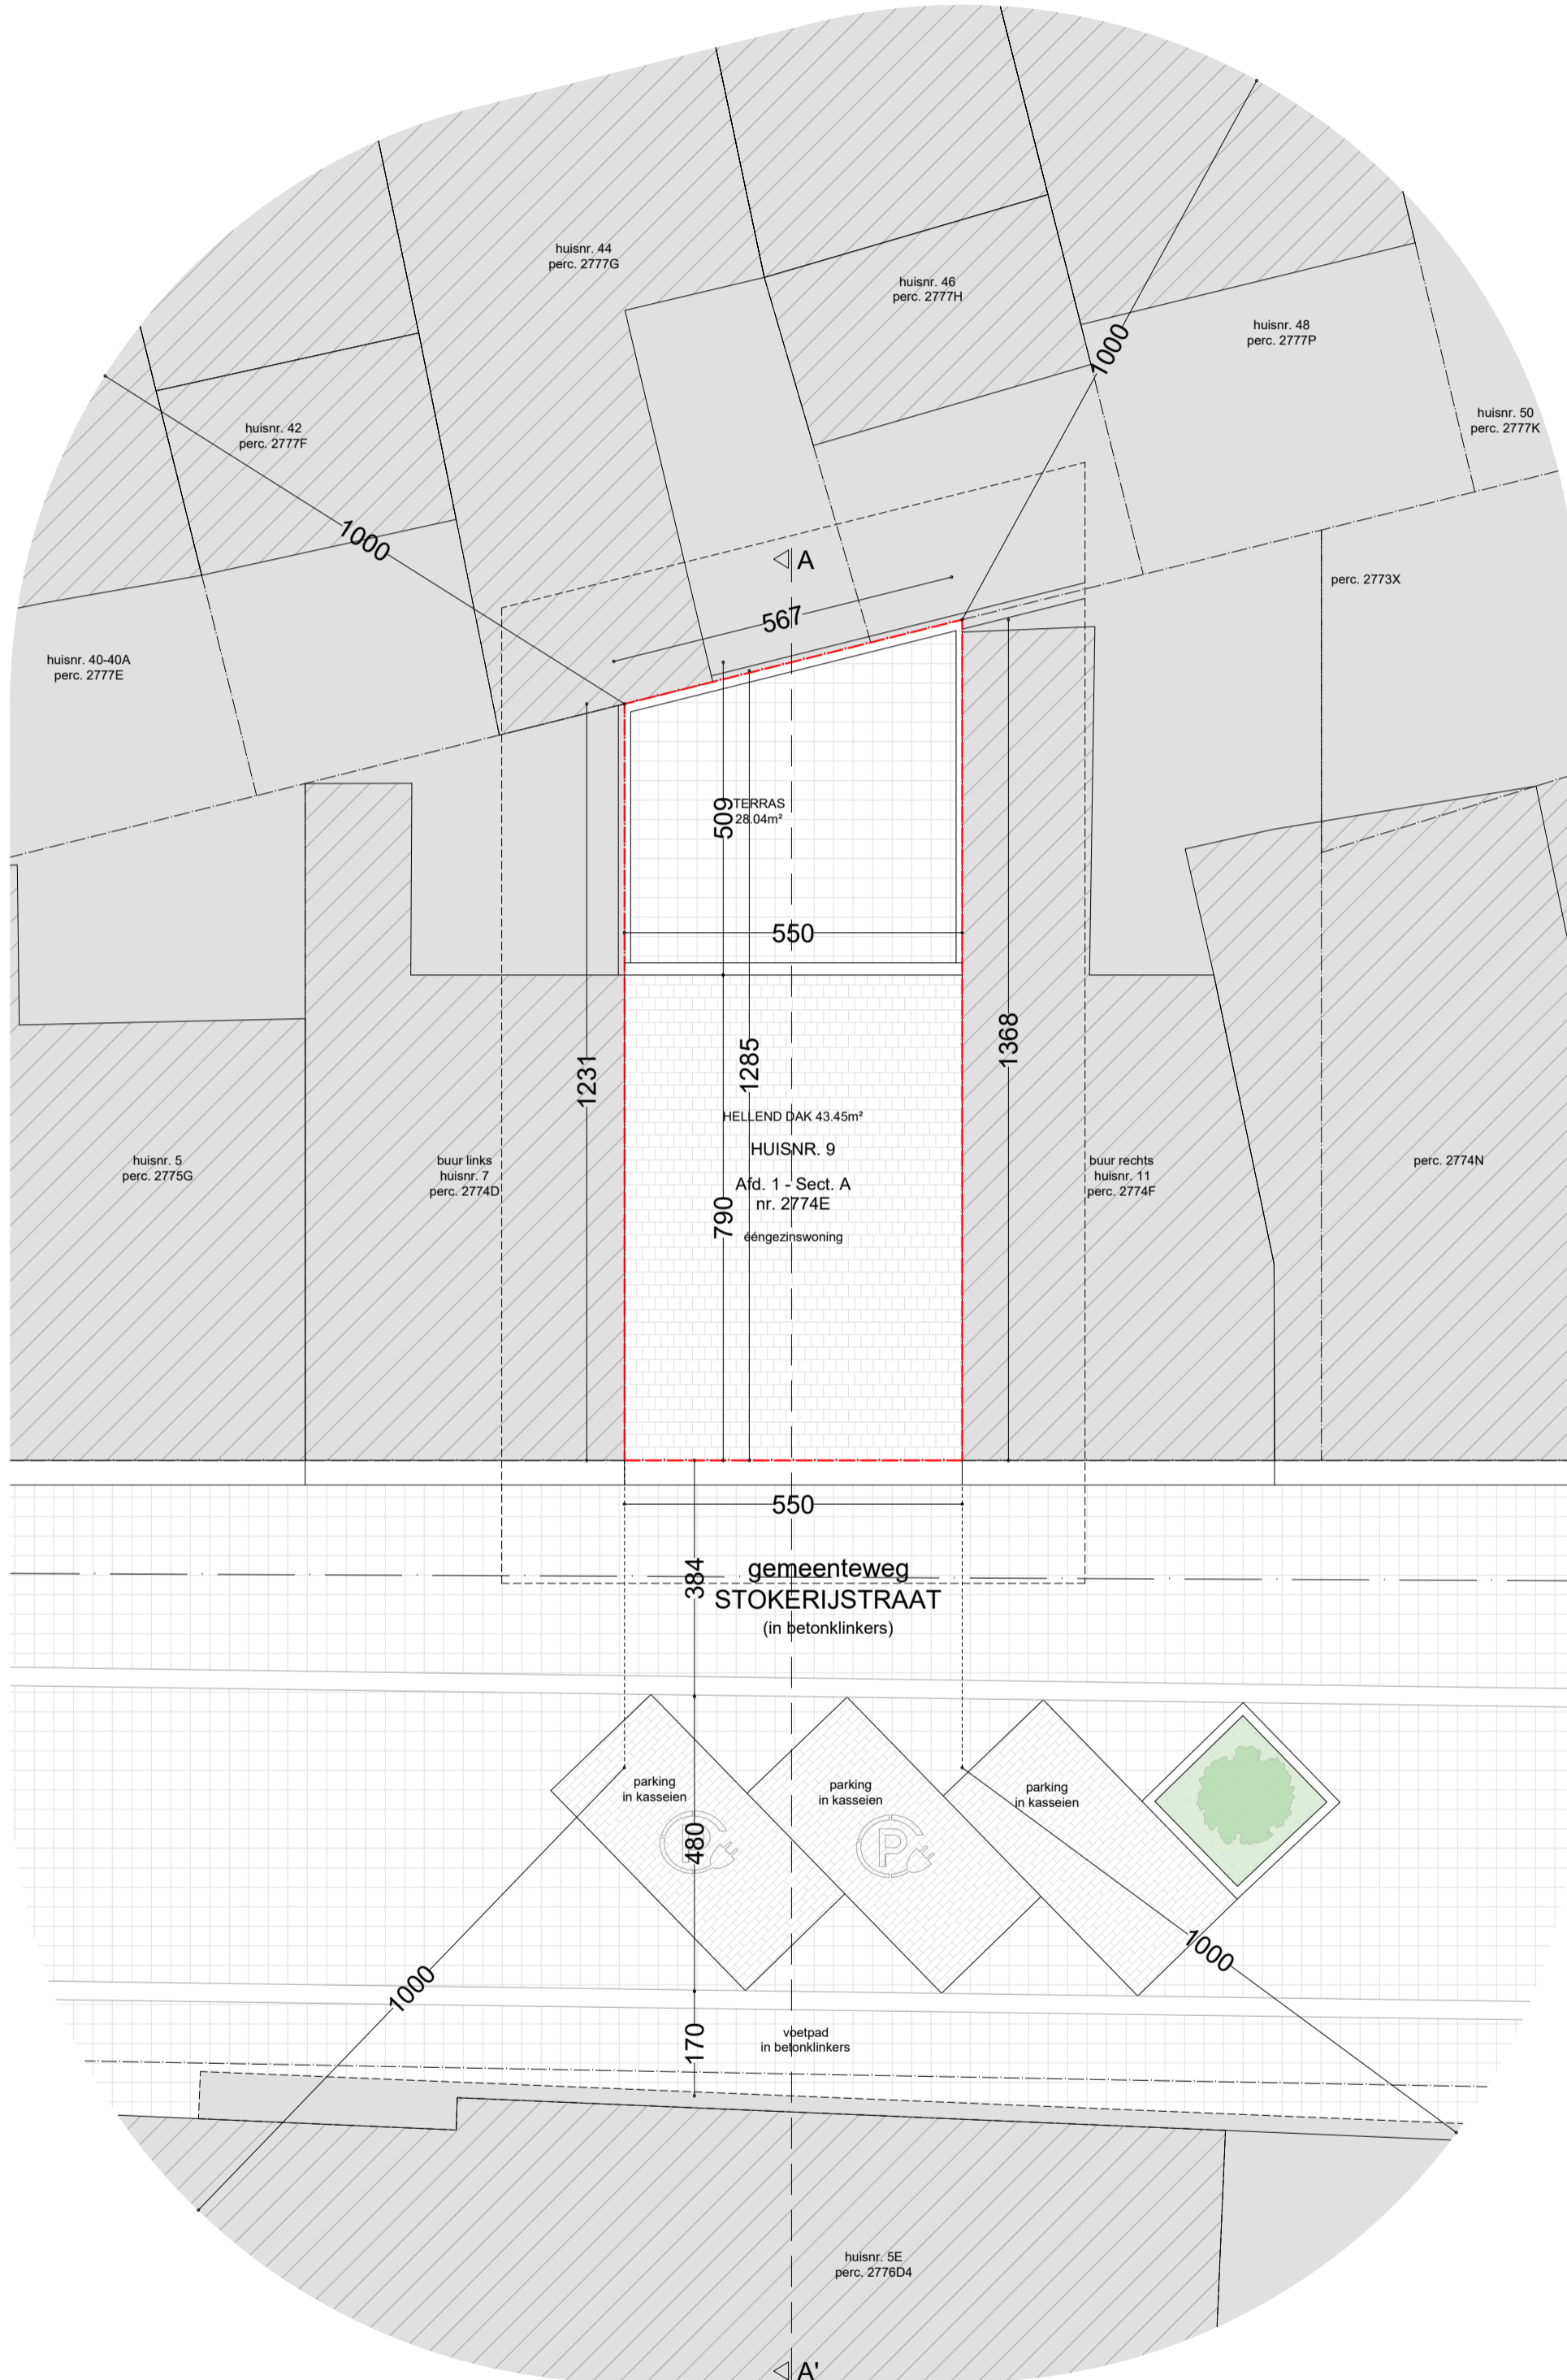 huisnr. 44
perc. 2777G
huisnr. 46
perc. 2777H
huisnr. 48
perc. 2777P
1000
huisnr. 50
perc. 2777K
huisnr. 42
perc. 2777F
1000
A
perc. 2773X
567
huisnr. 40-40A
perc. 2777E
509
TERRAS
28.04m²
550
1231
1285
1368
HELLEND DAK 43.45m²
HUISNR. 9
Afd. 1 - Sect. A
nr. 2774E
790
ééngezinswoning
huisnr. 5
perc. 2775G
buur links
huisnr. 7
perc. 2774D
buur rechts
huisnr. 11
perc. 2774F
perc. 2774N
550
384
gemeenteweg
STOKERIJSTRAAT
(in betonklinkers)
parking
in kasseien
parking
in kasseien
parking
in kasseien
480
P
1000
1000
170
voetpad
in betonklinkers
huisnr. 5E
perc. 2776D4
A'